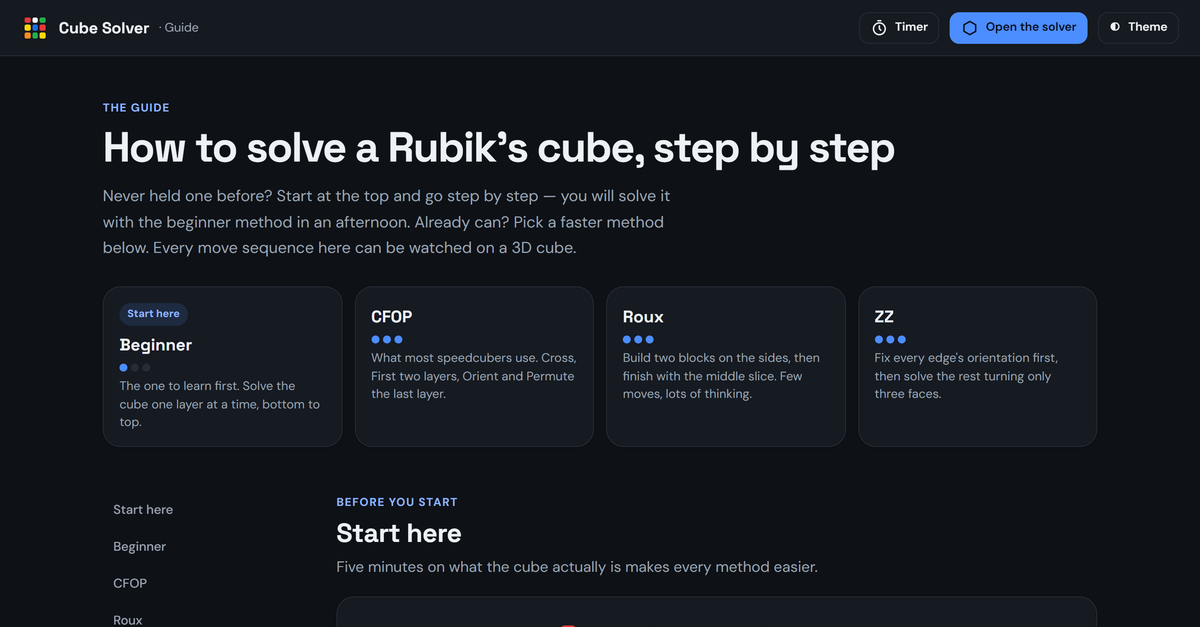 Cube Solver · Guide
Timer
Open the solver
Theme
THE GUIDE
How to solve a Rubik’s cube, step by step
Never held one before? Start at the top and go step by step — you will solve it
with the beginner method in an afternoon. Already can? Pick a faster method
below. Every move sequence here can be watched on a 3D cube.
Start here
Beginner
The one to learn first. Solve the
cube one layer at a time, bottom to
top.
CFOP
What most speedcubers use. Cross,
First two layers, Orient and Permute
the last layer.
Roux
Build two blocks on the sides, then
finish with the middle slice. Few
moves, lots of thinking.
ZZ
Fix every edge's orientation first,
then solve the rest turning only
three faces.
Start here
Beginner
CFOP
Roux
BEFORE YOU START
Start here
Five minutes on what the cube actually is makes every method easier.